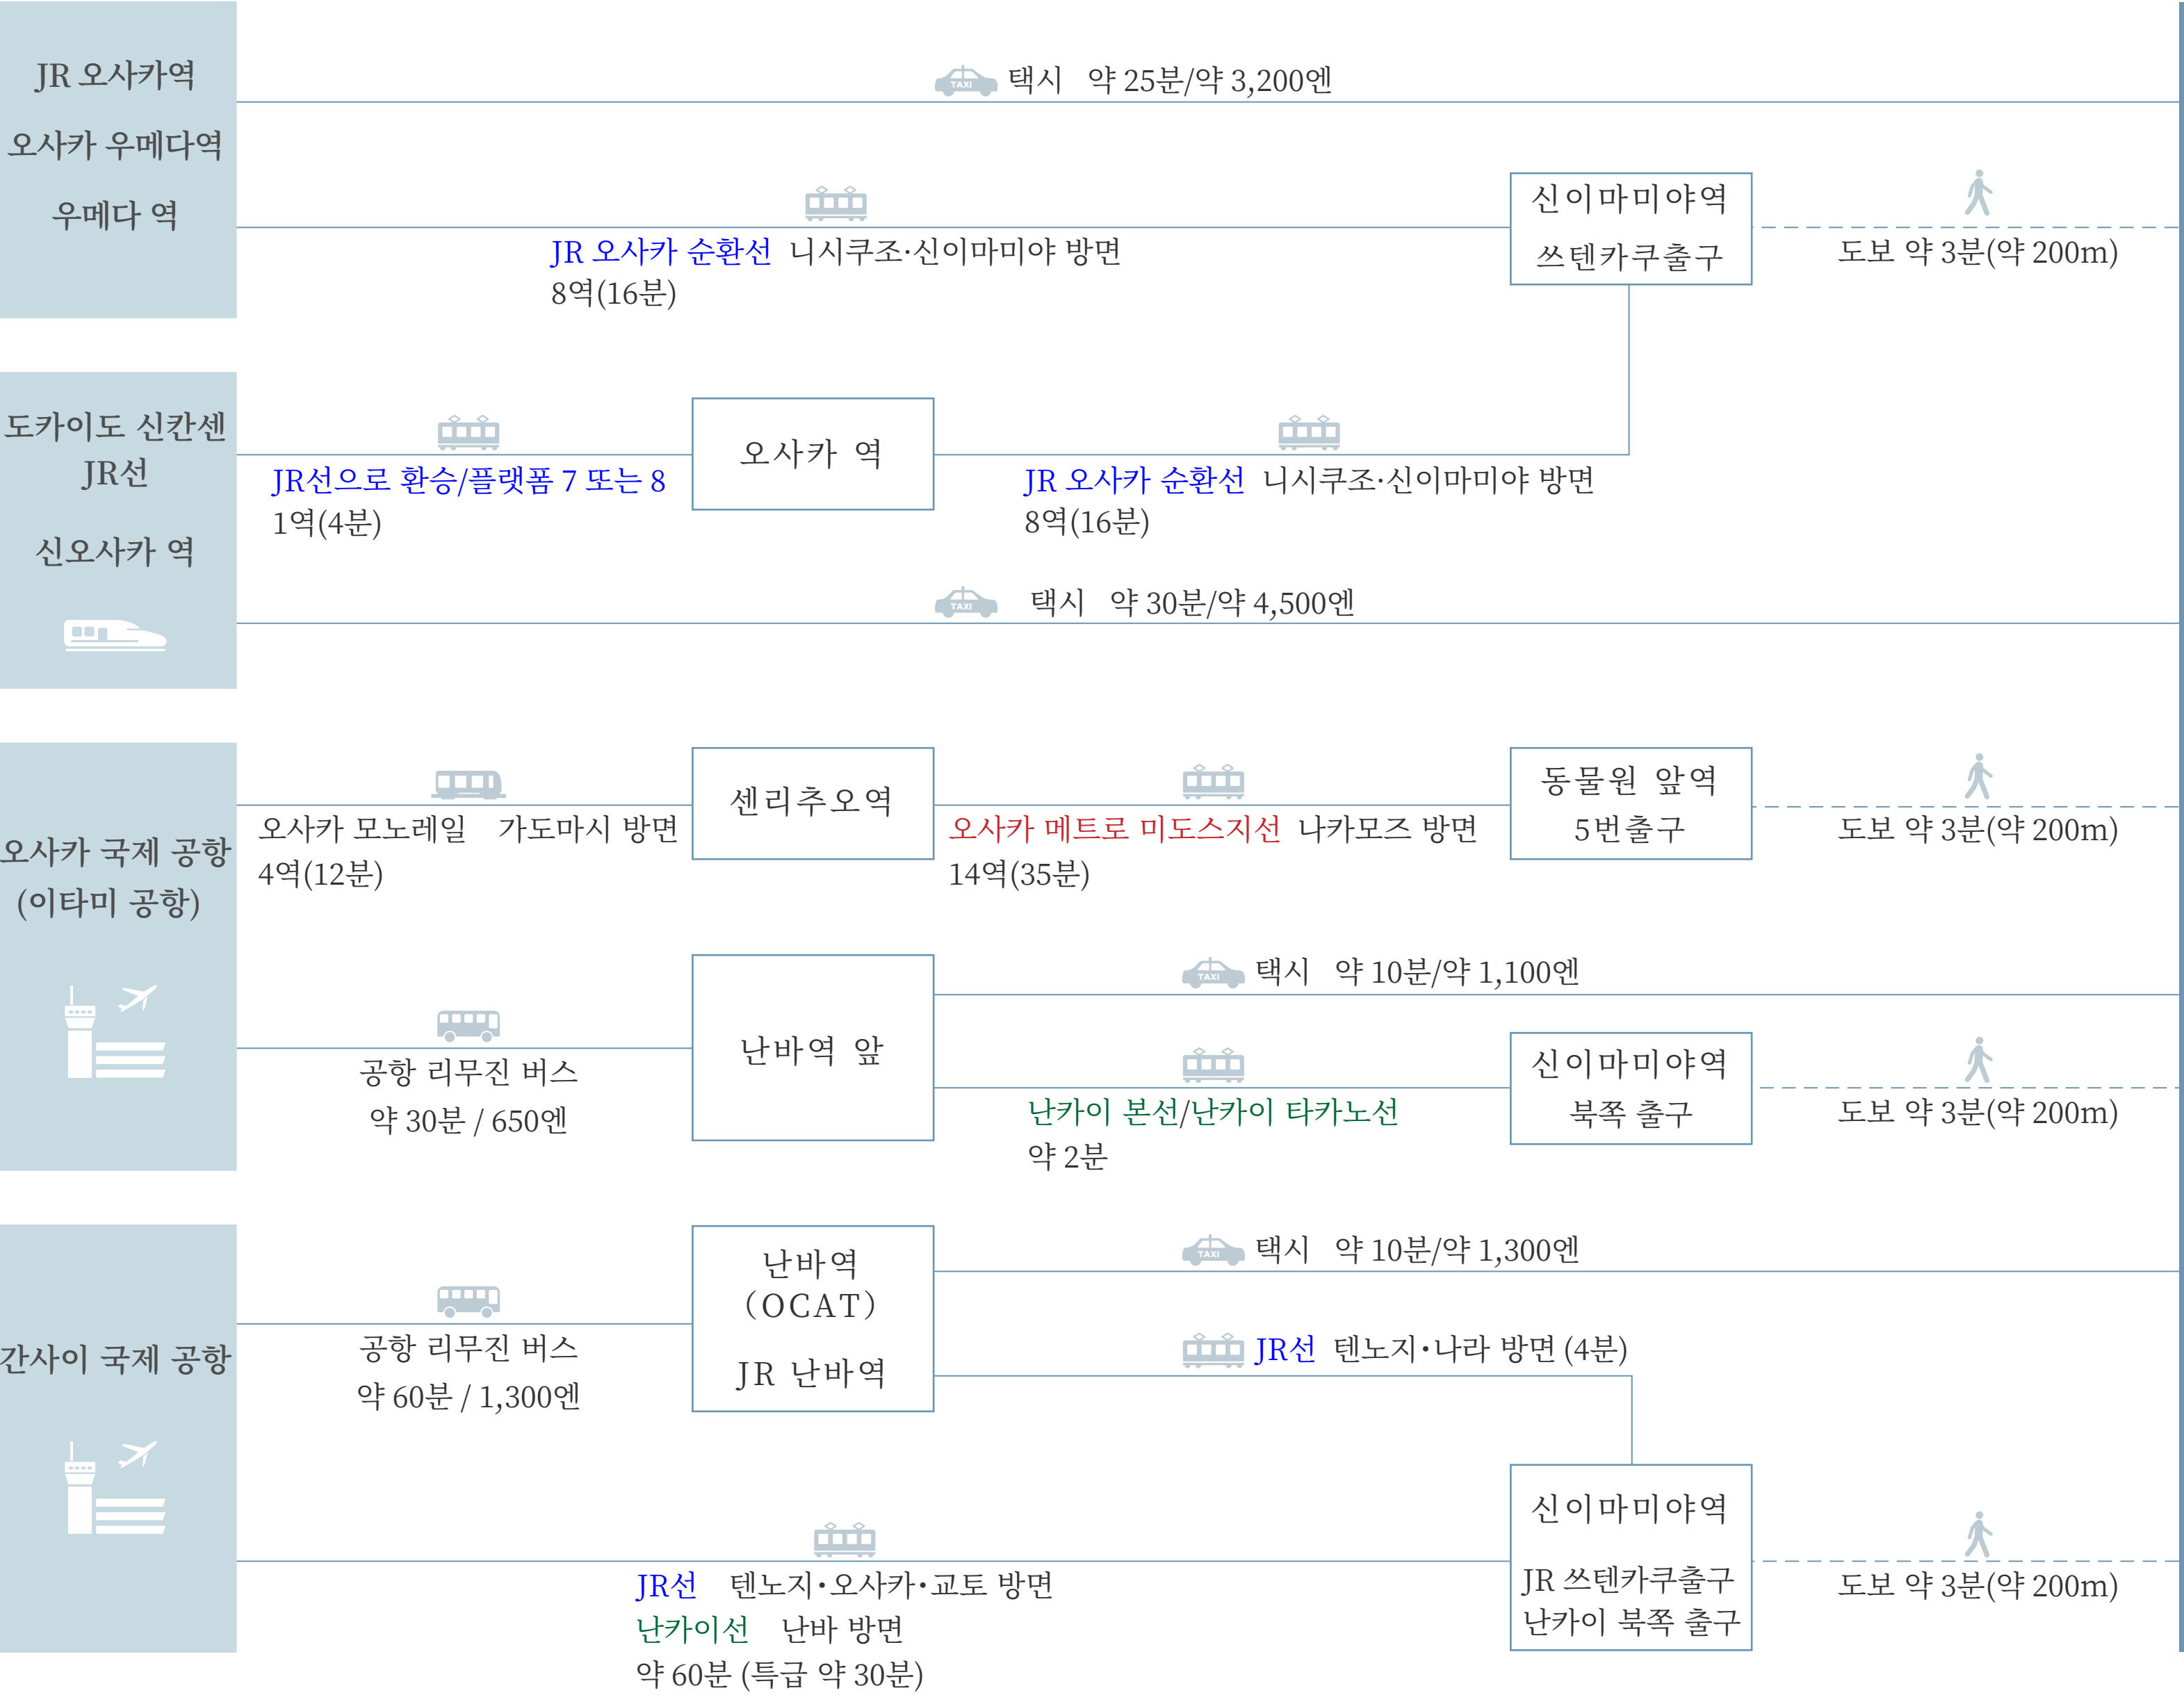 JR 오사카역
오사카 우메다역
우메다 역
TAXI 택시 약 25분/약 3,200엔
JR 오사카 순환선 니시쿠조·신이마미야 방면
8역(16분)
신이마미야역
쓰텐카쿠출구
도보 약 3분(약 200m)
도카이도 신칸센
JR선
신오사카 역
JR선으로 환승/플랫폼 7 또는 8
1역(4분)
오사카 역
JR 오사카 순환선 니시쿠조·신이마미야 방면
8역(16분)
TAXI 택시 약 30분/약 4,500엔
오사카 국제 공항
(이타미 공항)
오사카 모노레일 가도마시 방면
4역(12분)
센리추오역
오사카 메트로 미도스지선 나카모즈 방면
14역(35분)
동물원 앞역
5번출구
도보 약 3분(약 200m)
공항 리무진 버스
약 30분 / 650엔
난바역 앞
TAXI 택시 약 10분/약 1,100엔
난카이 본선/난카이 타카노선
약 2분
신이마미야역
북쪽 출구
도보 약 3분(약 200m)
간사이 국제 공항
공항 리무진 버스
약 60분 / 1,300엔
난바역
(OCAT)
JR 난바역
TAXI 택시 약 10분/약 1,300엔
JR선 텐노지·나라 방면 (4분)
JR선 텐노지·오사카·교토 방면
난카이선 난바 방면
약 60분 (특급 약 30분)
신이마미야역
JR 쓰텐카쿠출구
난카이 북쪽 출구
도보 약 3분(약 200m)